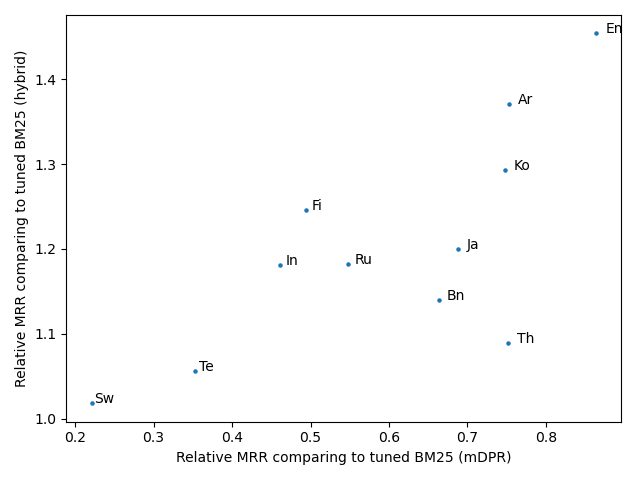 Relative MRR comparing to tuned BM25 (hybrid)
1.4
1.3
1.2
1.1
1.0
En
Ar
Ko
Fi
Ja
In
Ru
Bn
Th
Te
Sw
0.2 0.3 0.4 0.5 0.6 0.7 0.8
Relative MRR comparing to tuned BM25 (mDPR)